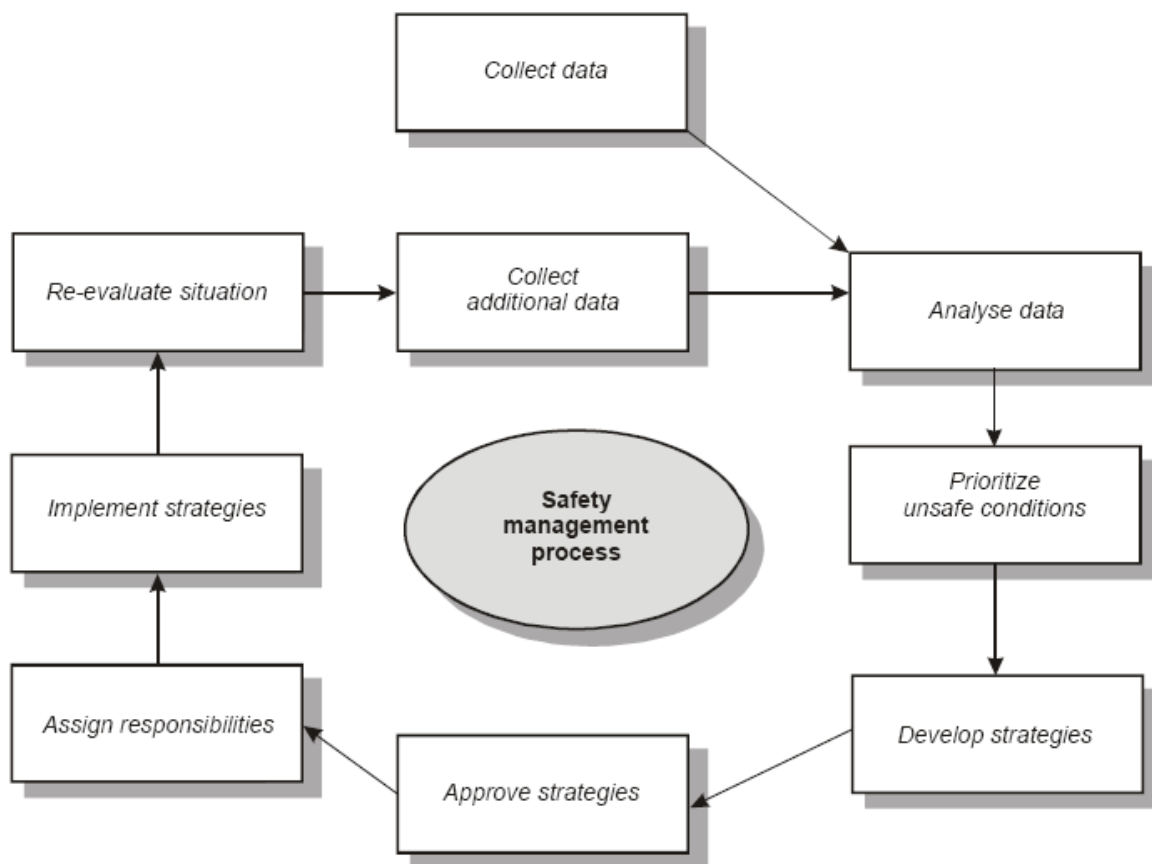 Collect data
Re-evaluate situation
Collect
additional data
Analyse data
Implement strategies
Safety
management
process
Prioritize
unsafe conditions
Assign responsibilities
Approve strategies
Develop strategies